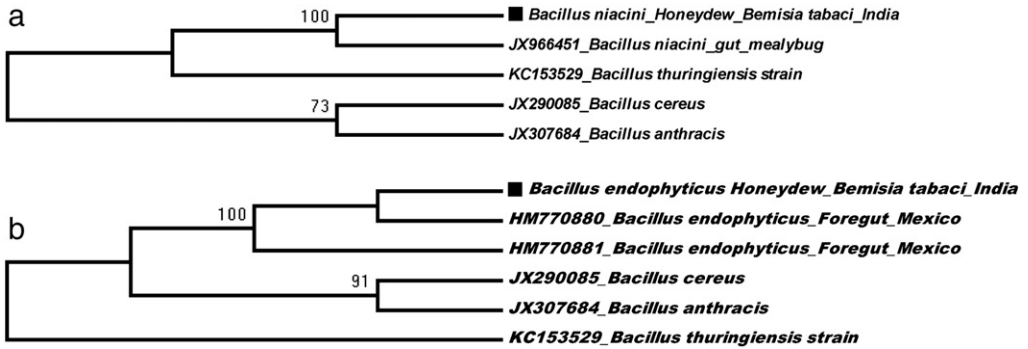 a
100
Bacillus niacini_Honeydew_Bemisia tabaci_India
JX966451_Bacillus niacini_gut_mealybug
KC153529_Bacillus thuringiensis strain
73
JX290085_Bacillus cereus
JX307684_Bacillus anthracis
b
Bacillus endophyticus Honeydew_Bemisia tabaci_India
100
HM770880_Bacillus endophyticus_Foregut_Mexico
HM770881_Bacillus endophyticus_Foregut_Mexico
91
JX290085_Bacillus cereus
JX307684_Bacillus anthracis
KC153529_Bacillus thuringiensis strain